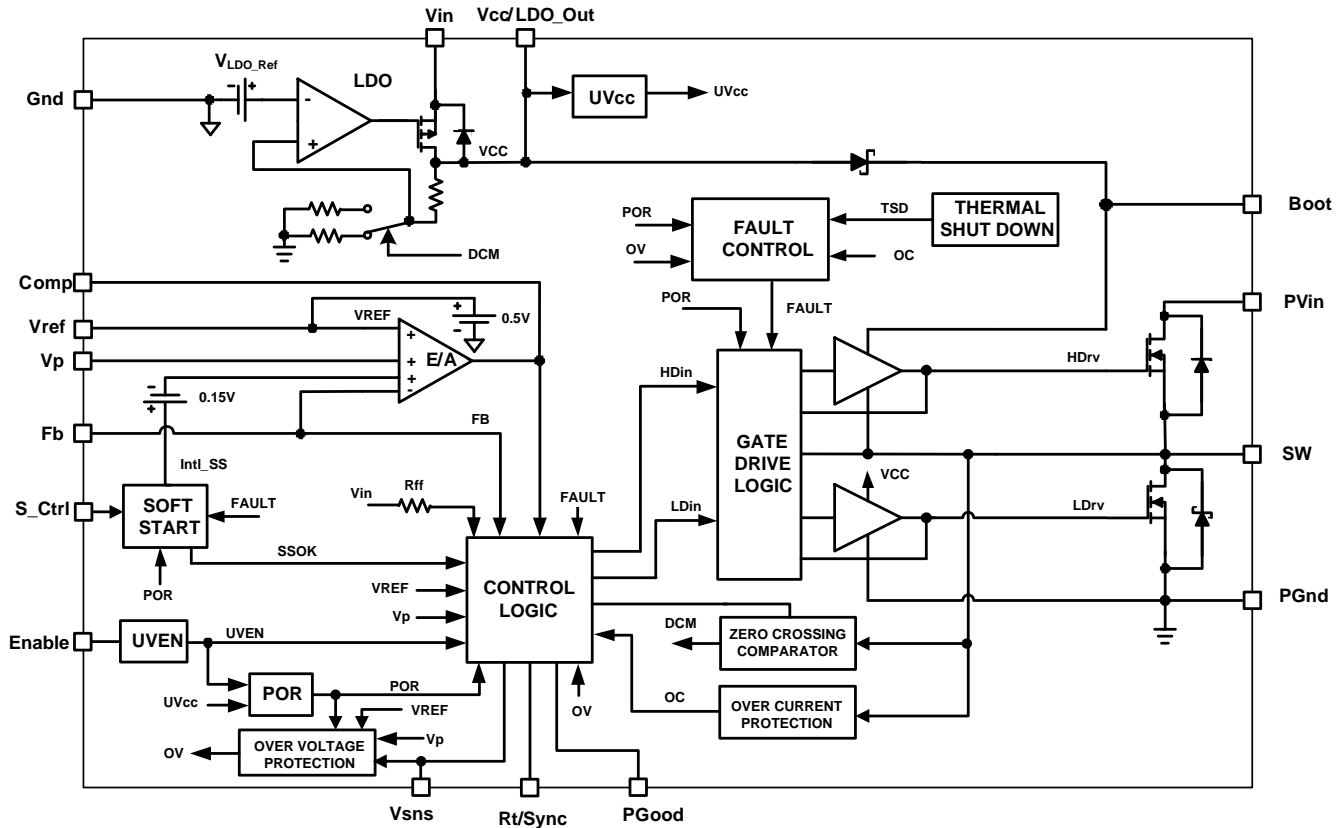 Vin
Vcc/LDO_Out
VLDO_Ref
- +
LDO
-
+
Gnd
UVcc
UVcc
VCC
Boot
DCM
POR
OV
FAULT
CONTROL
TSD
THERMAL
SHUT DOWN
OC
Comp
Vref
VREF
+
-
0.5V
Vp
+
+
+
-
E/A
POR
FAULT
PVin
- +
0.15V
HDin
HDrv
Fb
FB
GATE
DRIVE
LOGIC
SW
Intl_SS
S_Ctrl
SOFT
START
FAULT
Vin
Rff
FAULT
LDin
VCC
LDrv
POR
SSOK
VREF
Vp
CONTROL
LOGIC
PGnd
Enable
UVEN
UVEN
DCM
ZERO CROSSING
COMPARATOR
UVcc
POR
POR
VREF
OV
OC
OVER CURRENT
PROTECTION
OV
OVER VOLTAGE
PROTECTION
Vp
Vsns
Rt/Sync
PGood